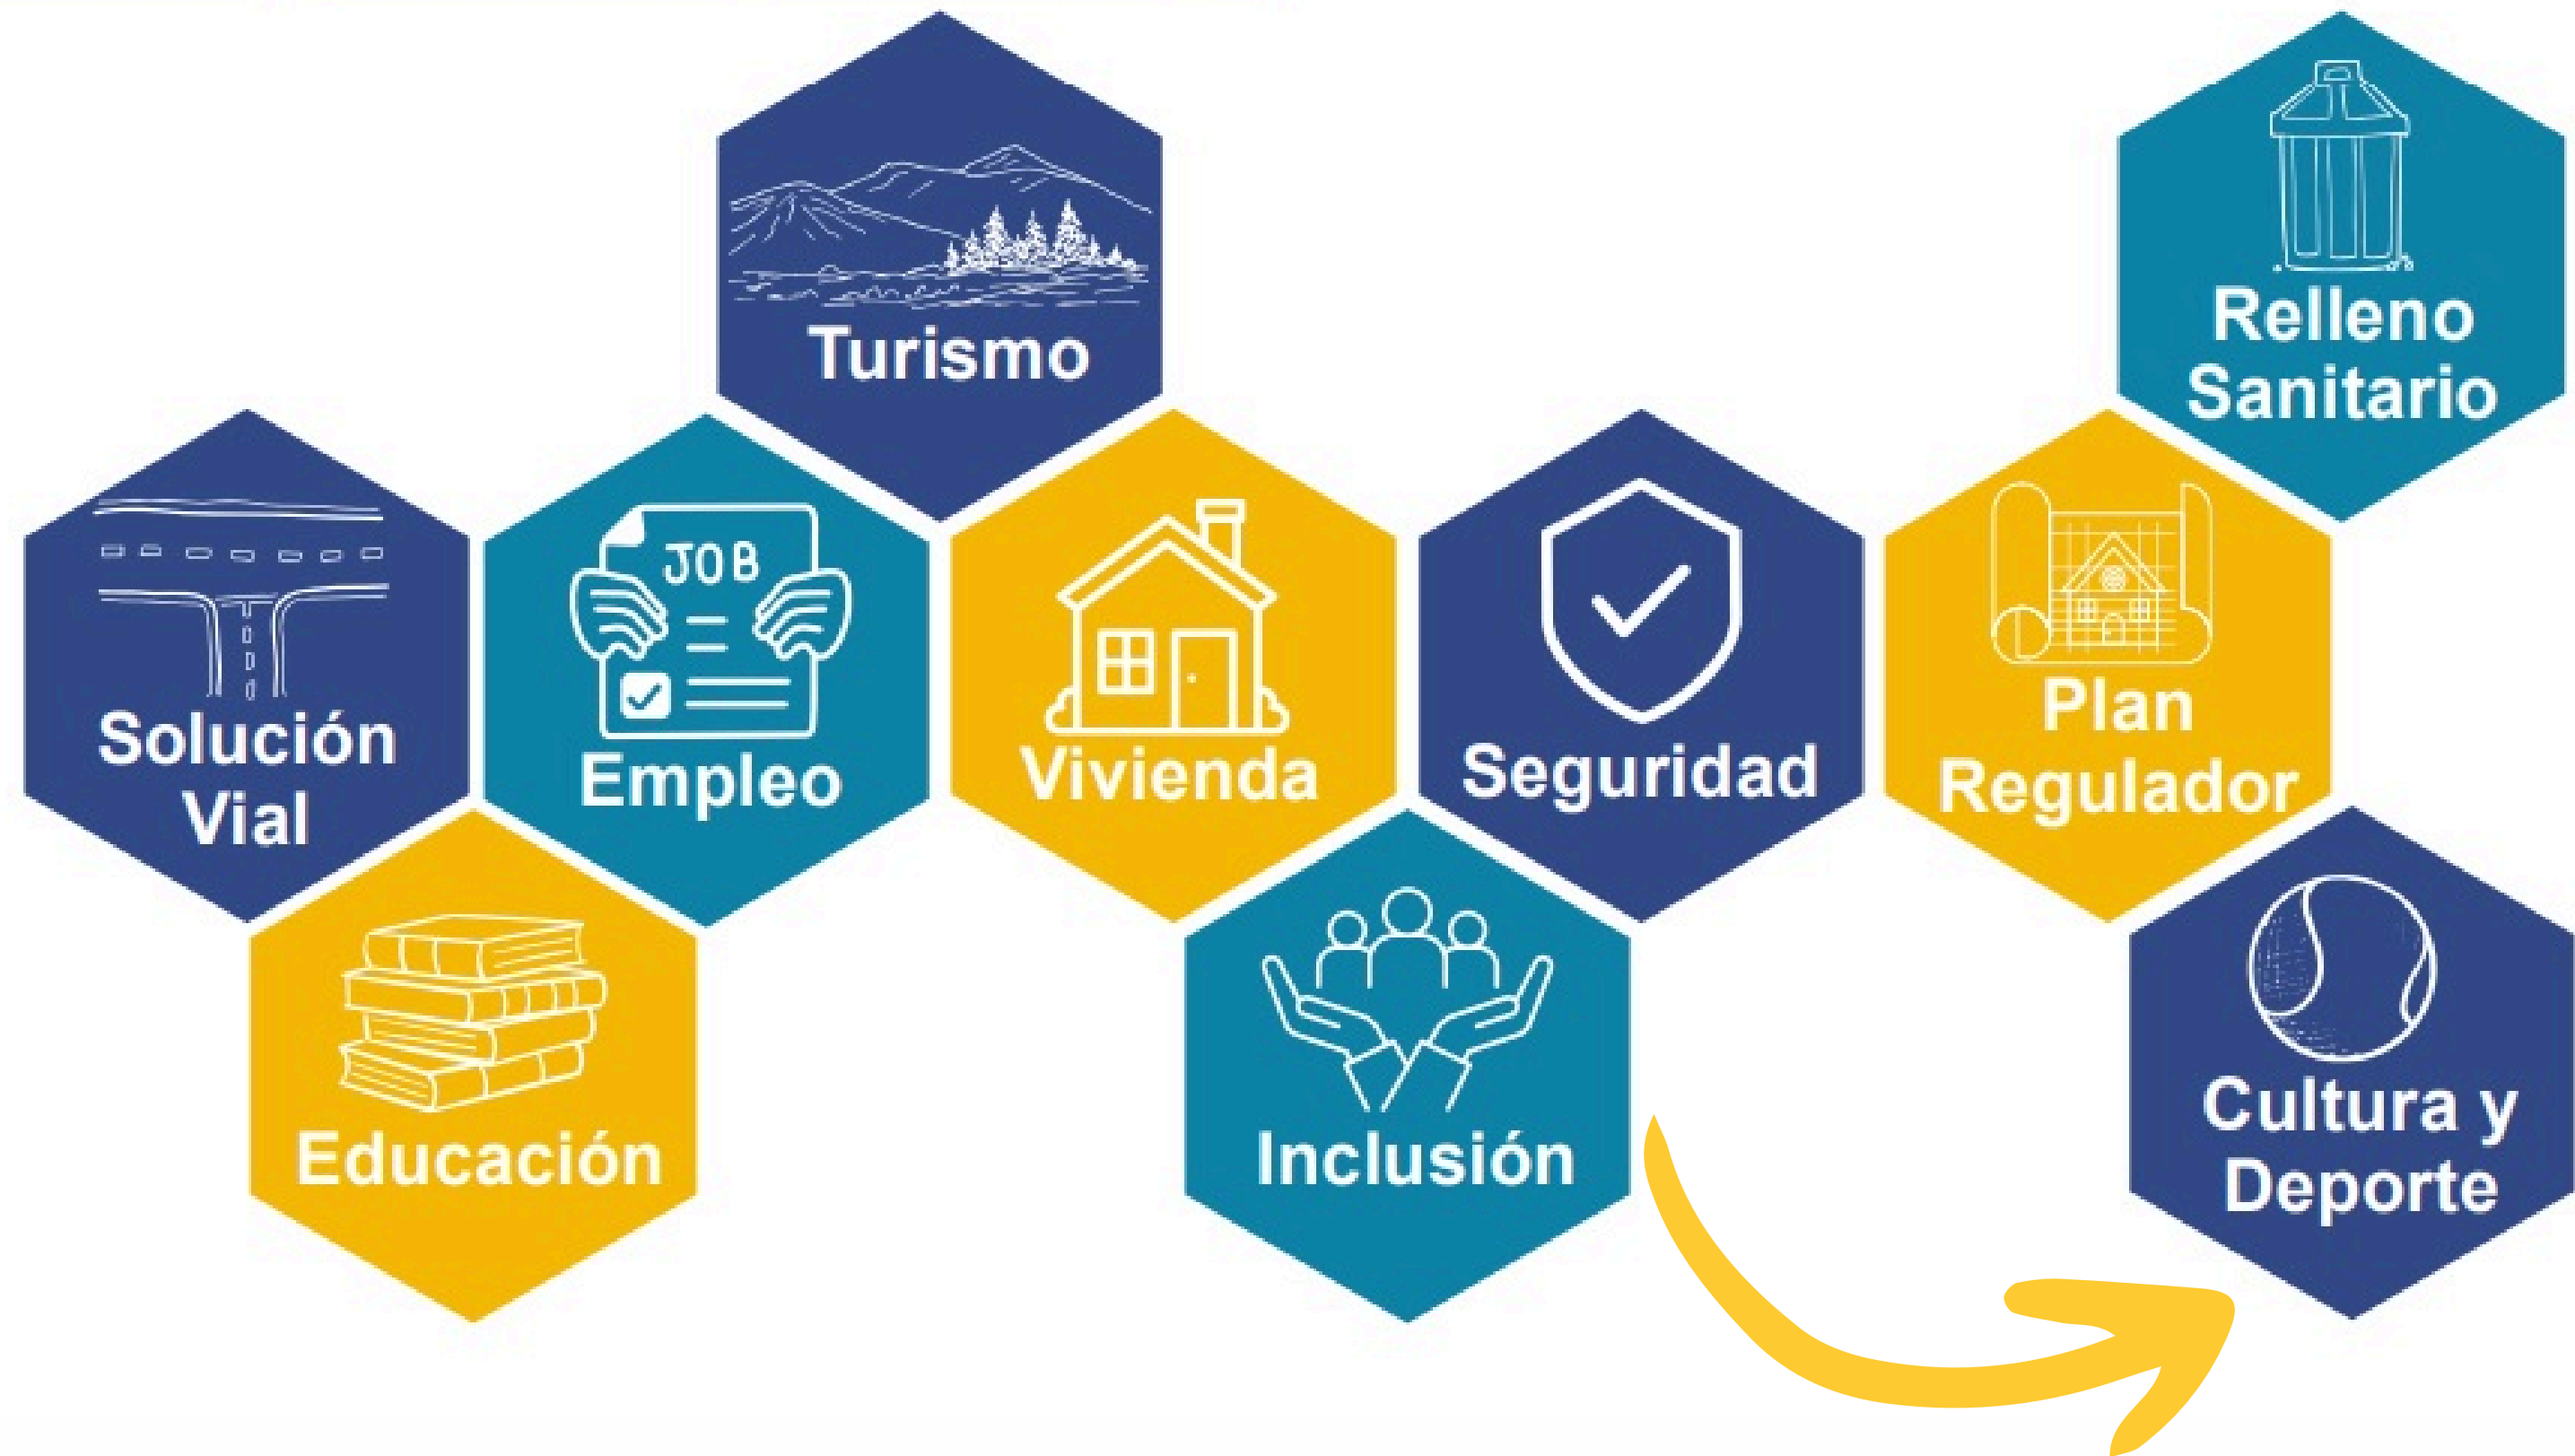 Turismo
Relleno
Sanitario
Solución
Vial
JOB
Empleo
Vivienda
Seguridad
Plan
Regulador
Educación
Inclusión
Cultura y
Deporte